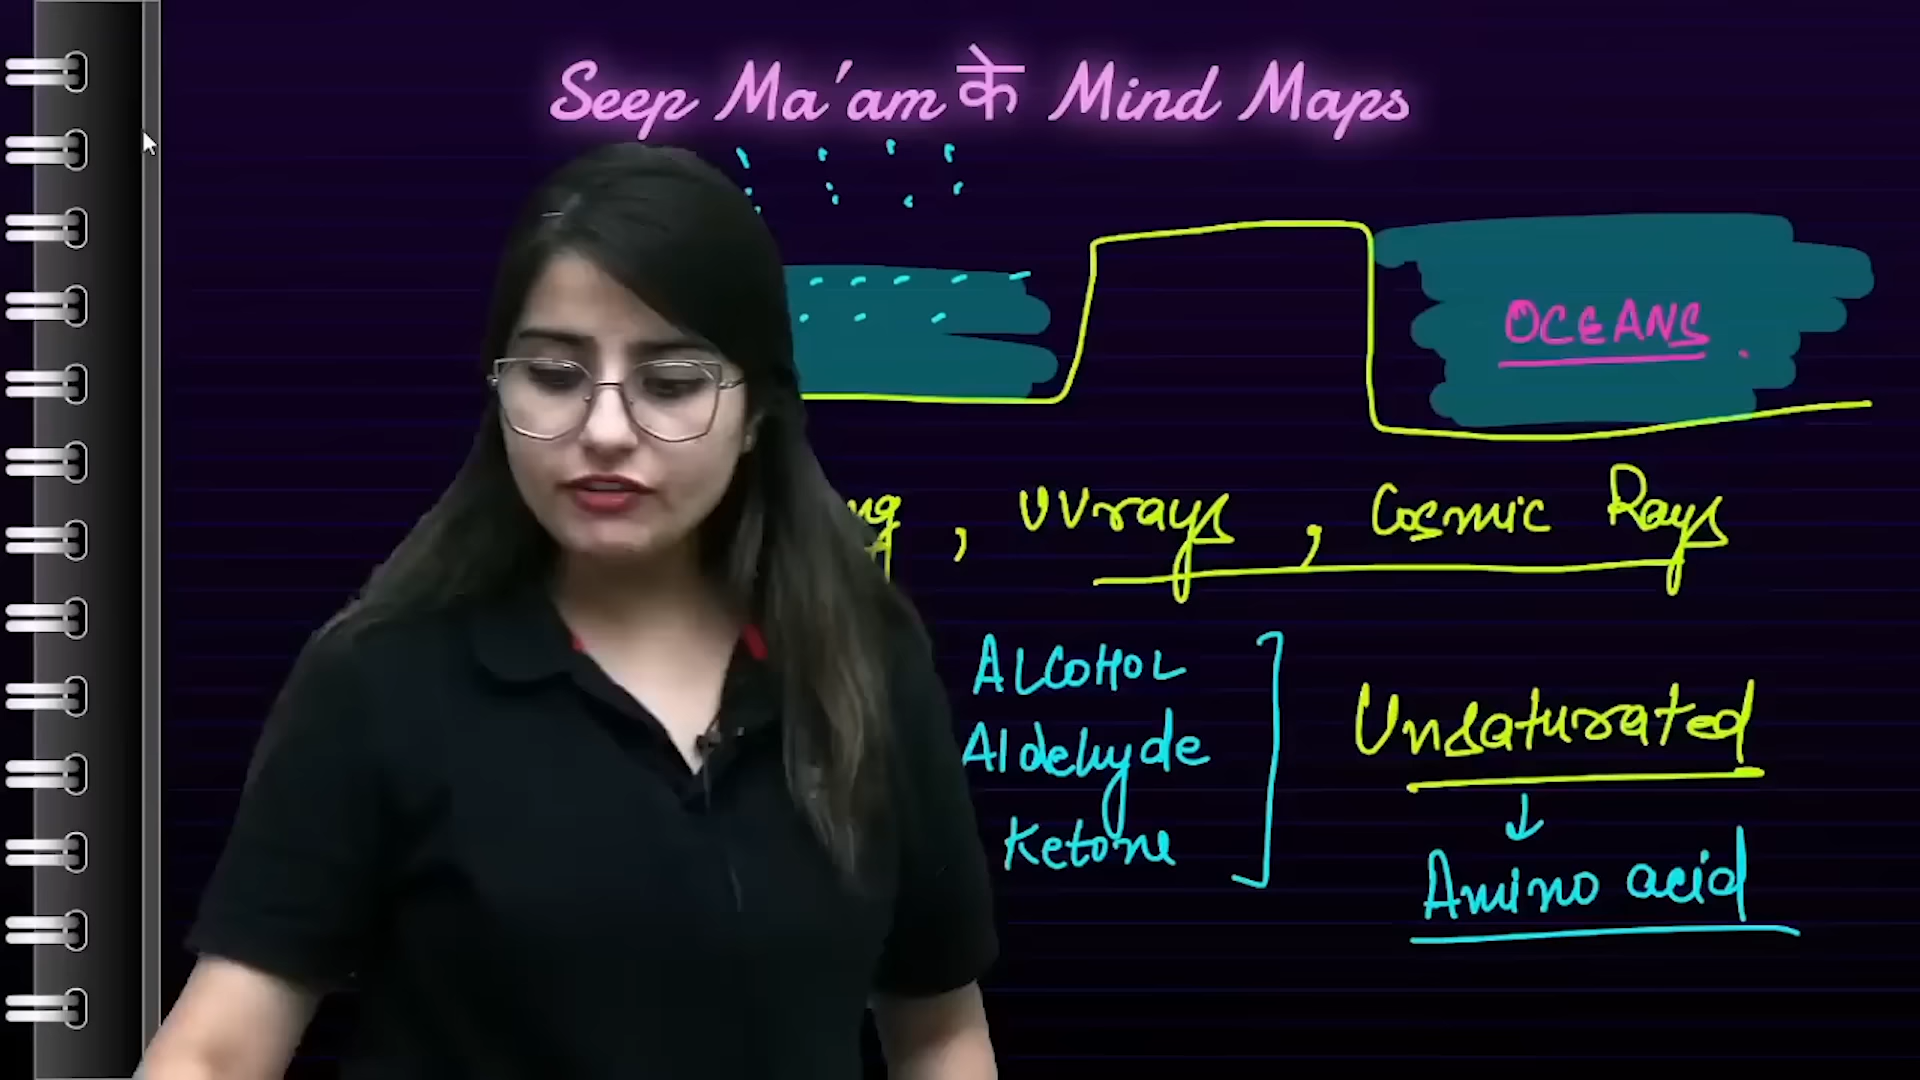 Seep Ma'am के Mind Maps
OCEANS
, UVrays , Cosmic Rays
ALCOHOL
Aldehyde
Ketone
Unsaturated
Amino acid